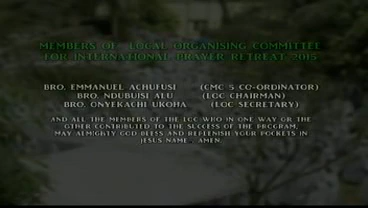 MEMBERS OF LOCAL ORGANISING COMMITTEE
FOR INTERNATIONAL PRAYER RETREAT 2015
BRO. EMMANUEL ACHUFUSI (CMC 5 CO-ORDINATOR)
BRO. NDUBUISI ALU (LOC CHAIRMAN)
BRO. ONYEKACHI UKOHA (LOC SECRETARY)
AND ALL THE MEMBERS OF THE LOC WHO IN ONE WAY OR THE
OTHER CONTRIBUTED TO THE SUCCESS OF THE PROGRAM,
MAY ALMIGHTY GOD BLESS AND REPLENISH YOUR POCKETS IN
JESUS NAME, AMEN.